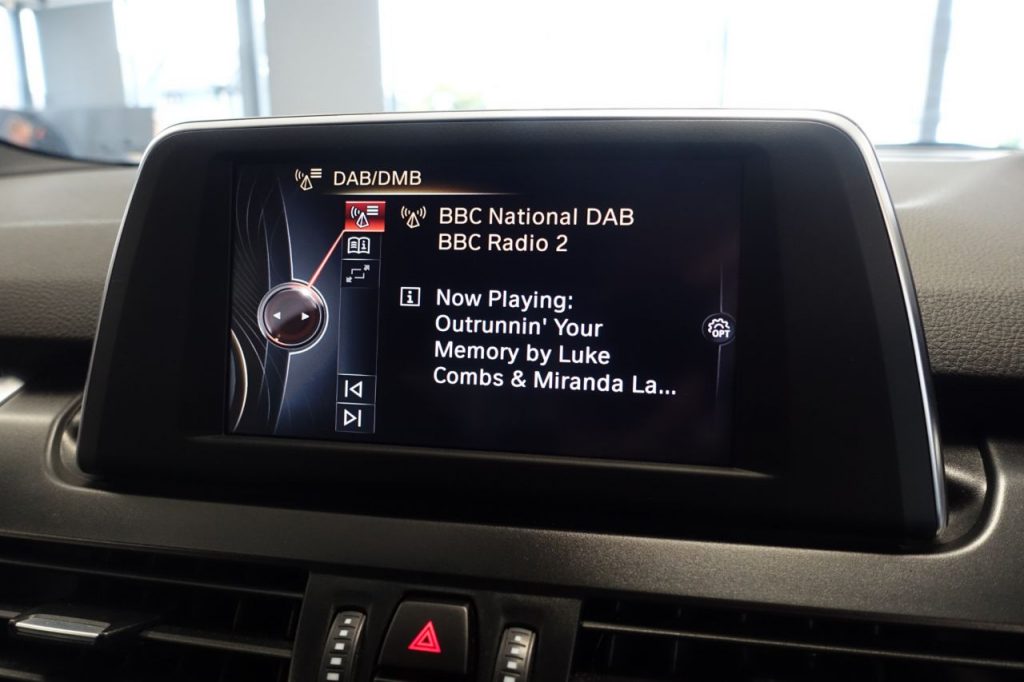 DAB/DMB
BBC National DAB
BBC Radio 2
Now Playing:
Outrunnin' Your
Memory by Luke
Combs & Miranda La...
OPT